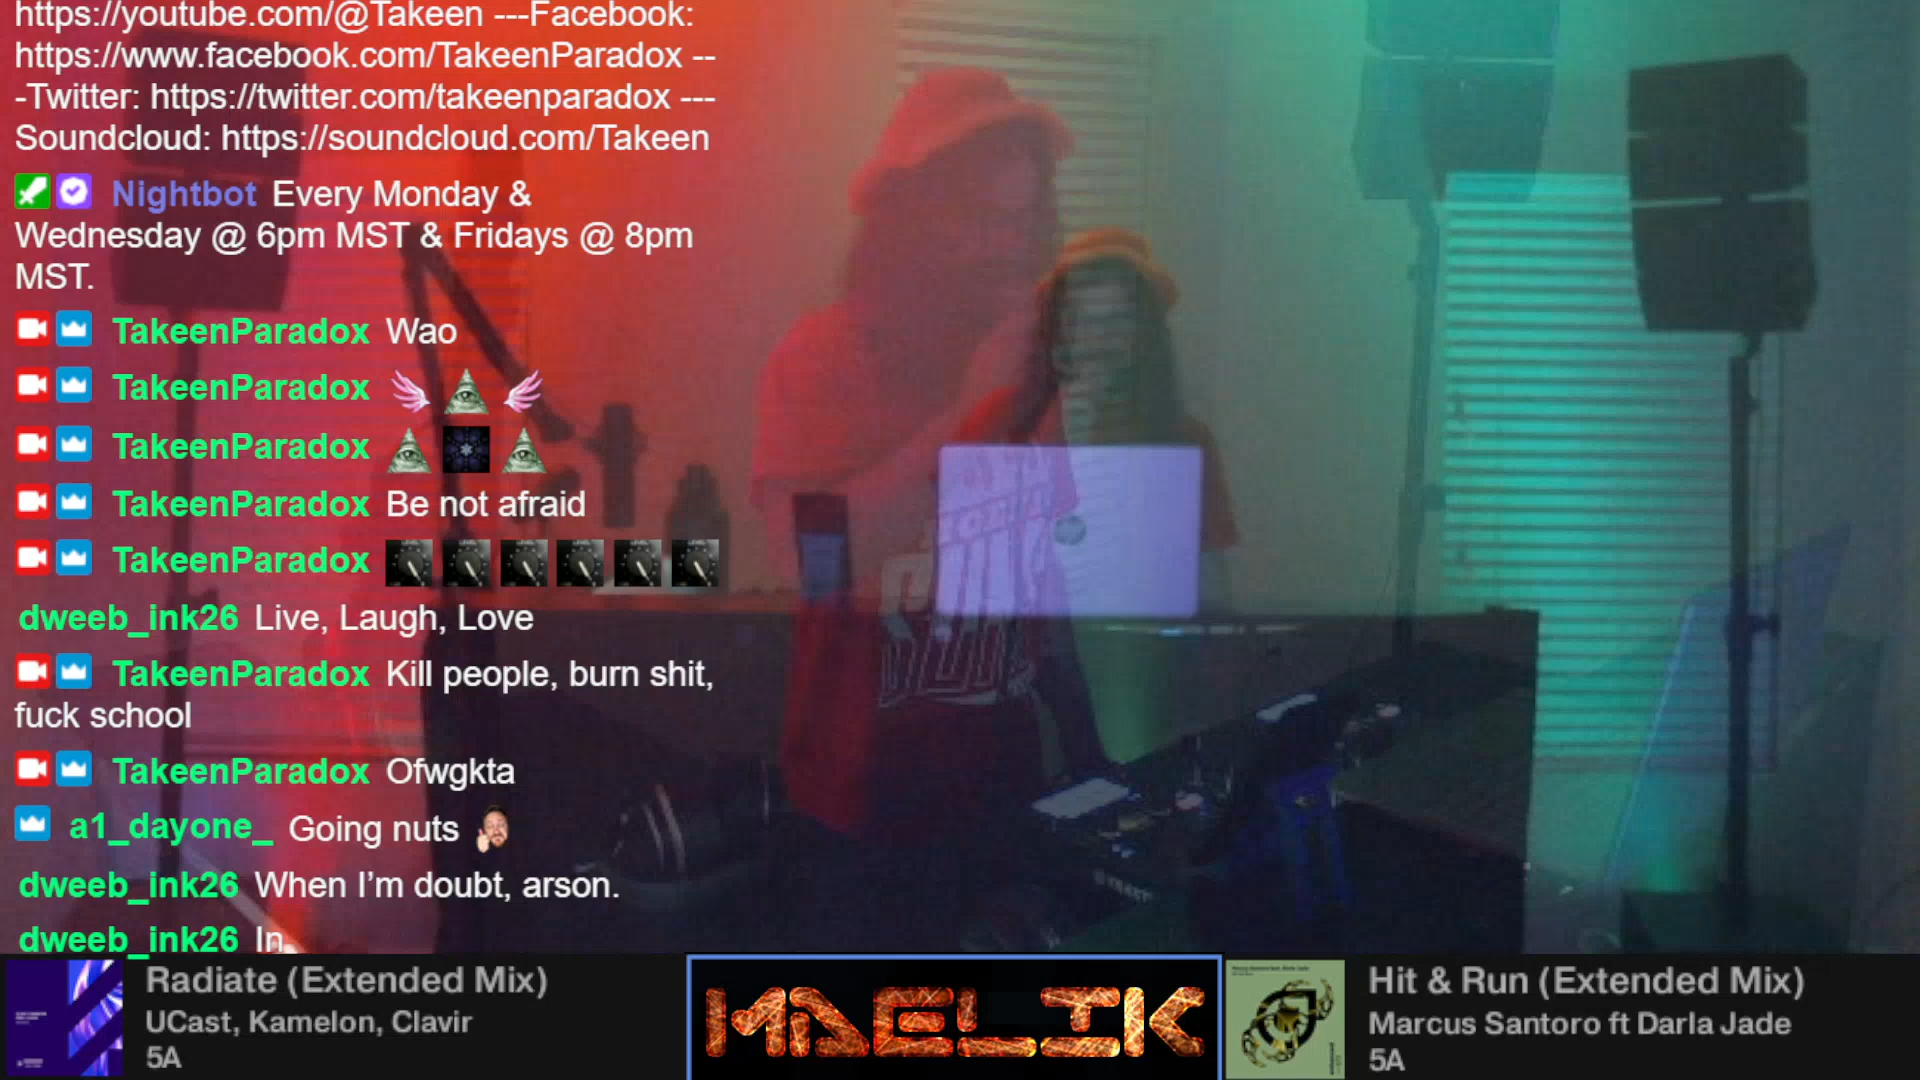 https://youtube.com/@Takeen ---Facebook:
https://www.facebook.com/TakeenParadox --
-Twitter: https://twitter.com/takeenparadox ---
Soundcloud: https://soundcloud.com/Takeen
Nightbot Every Monday &
Wednesday @ 6pm MST & Fridays @ 8pm
MST.
TakeenParadox Wao
TakeenParadox
TakeenParadox
TakeenParadox Be not afraid
TakeenParadox
dweeb_ink26 Live, Laugh, Love
TakeenParadox Kill people, burn shit,
fuck school
TakeenParadox Ofwgkta
a1_dayone_ Going nuts
dweeb_ink26 When I’m doubt, arson.
dweeb_ink26 In
Radiate (Extended Mix)
UCast, Kamelon, Clavir
5A
MAELIK
Hit & Run (Extended Mix)
Marcus Santoro ft Darla Jade
5A